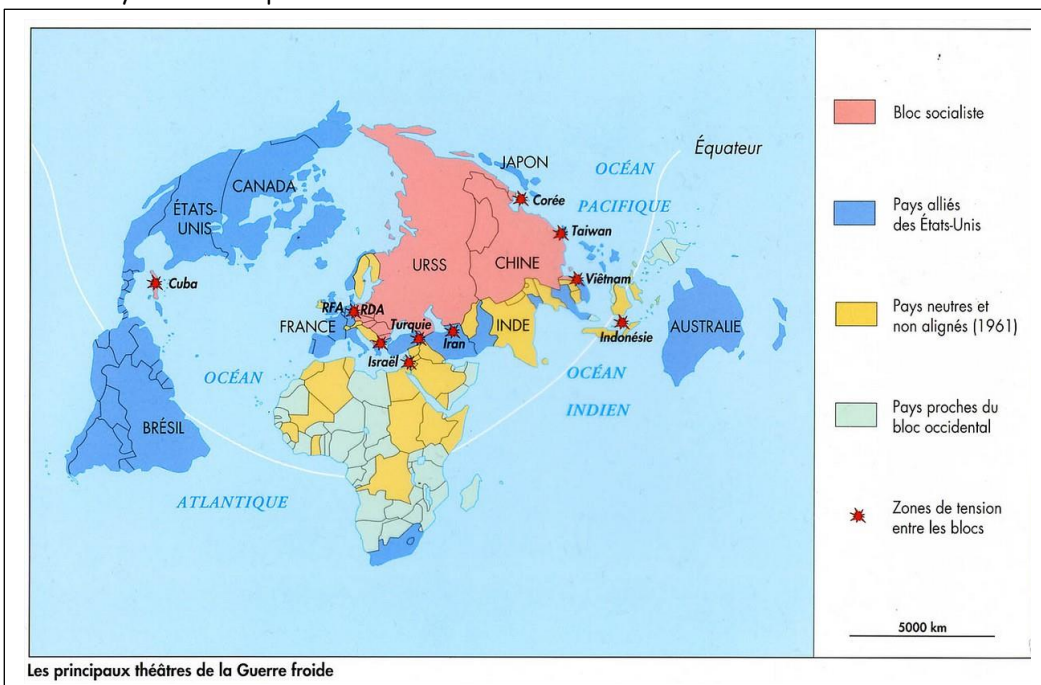 JAPON
OCÉAN
Équateur
CANADA
Corée
PACIFIQUE
ÉTATS-
UNIS
Taiwan
URSS
CHINE
Cuba
Viêtnam
RFA
RDA
FRANCE
Turquie
INDE
AUSTRALIE
Iran
Indonésie
Israël
OCÉAN
OCÉAN
INDIEN
BRÉSIL
ATLANTIQUE
Bloc socialiste
Pays alliés
des États-Unis
Pays neutres et
non alignés (1961)
Pays proches du
bloc occidental
Zones de tension
entre les blocs
5000 km
Les principaux théâtres de la Guerre froide